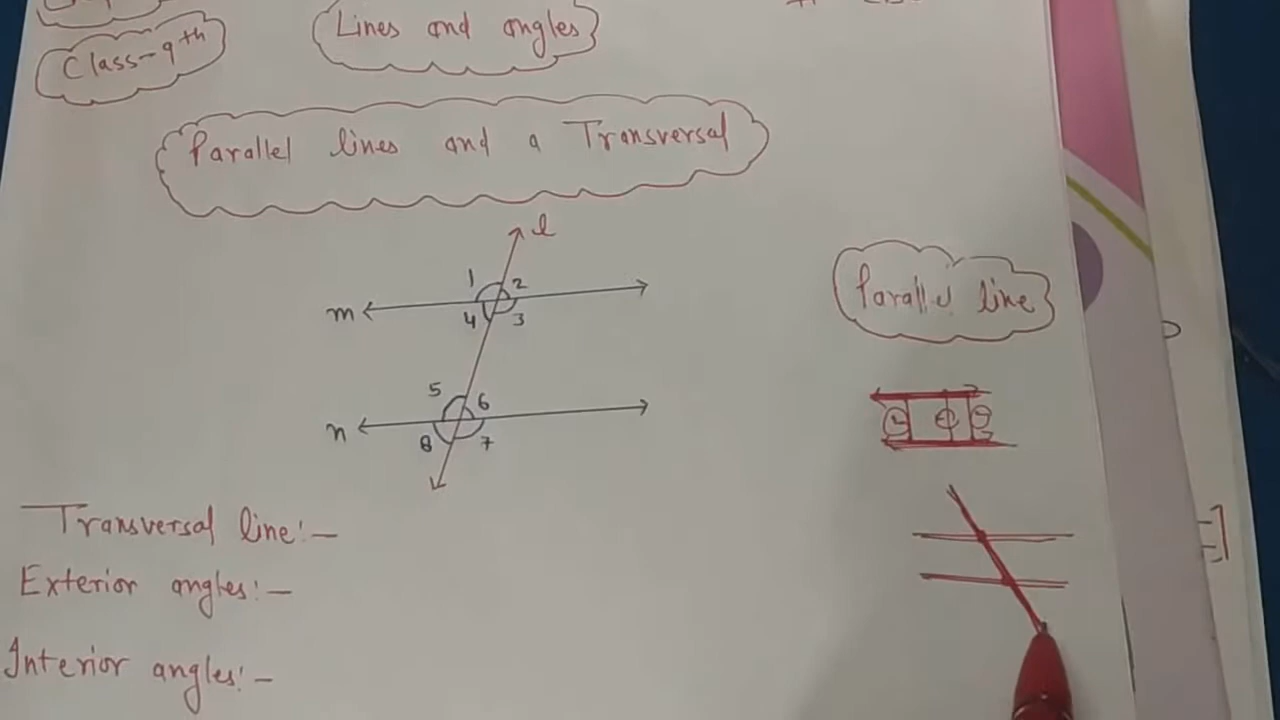 Class-9th
Lines and angles
Parallel lines and a Transversal
l
1 2
m
4 3
5 6
n
8 7
Parallel line
Transversal line:-
Exterior angles:-
Interior angles:-